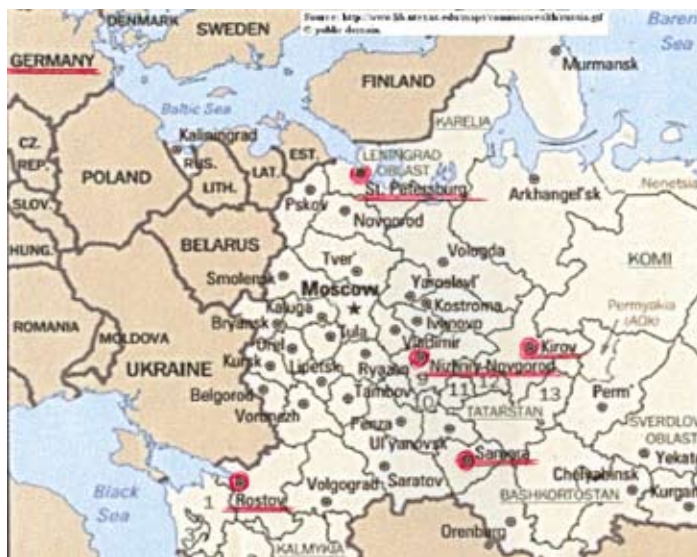 Source: http://www.lib.utexas.edu/maps/commonwealth/russia.gif
© public domain
DENMARK
SWEDEN
Barents
Sea
GERMANY
Murmansk
FINLAND
Baltic Sea
KARELIA
Kaliningrad
CZ.
REP.
RUS.
LITH.
LAT.
EST.
LENINGRAD
OBLAST
St. Petersburg
POLAND
Arkhangel'sk
Nenetsia
SLOV.
Pskov
Novgorod
HUNG.
BELARUS
Vologda
KOMI
Tver'
Smolensk
Yaroslavl'
Moscow
Kostroma
Permyakia
(AOk)
ROMANIA
MOLDOVA
Kaluga
Ivanovo
Bryansk
Tula
Vladimir
Kirov
Orel
UKRAINE
Kursk
Lipetsk
Ryazan
Nizhniy Novgorod
9
12
13
Perm'
Belgorod
Tambov
10
11
TATARSTAN
Voronezh
Penza
SVERDLOV
OBLAST
Ul'yanovsk
Samara
Yekat
Chelyabinsk
Black
Sea
1
Rostov
Volgograd
Saratov
BASHKORTOSTAN
Kurgan
Orenburg
KALMYKIA